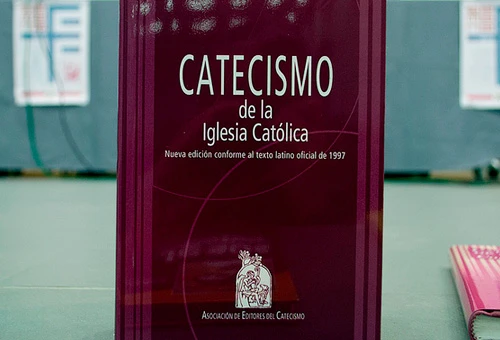 CATECISMO
de la
Iglesia Católica
Nueva edición conforme al texto latino oficial de 1997
ASOCIACIÓN DE EDITORES DEL CATECISMO